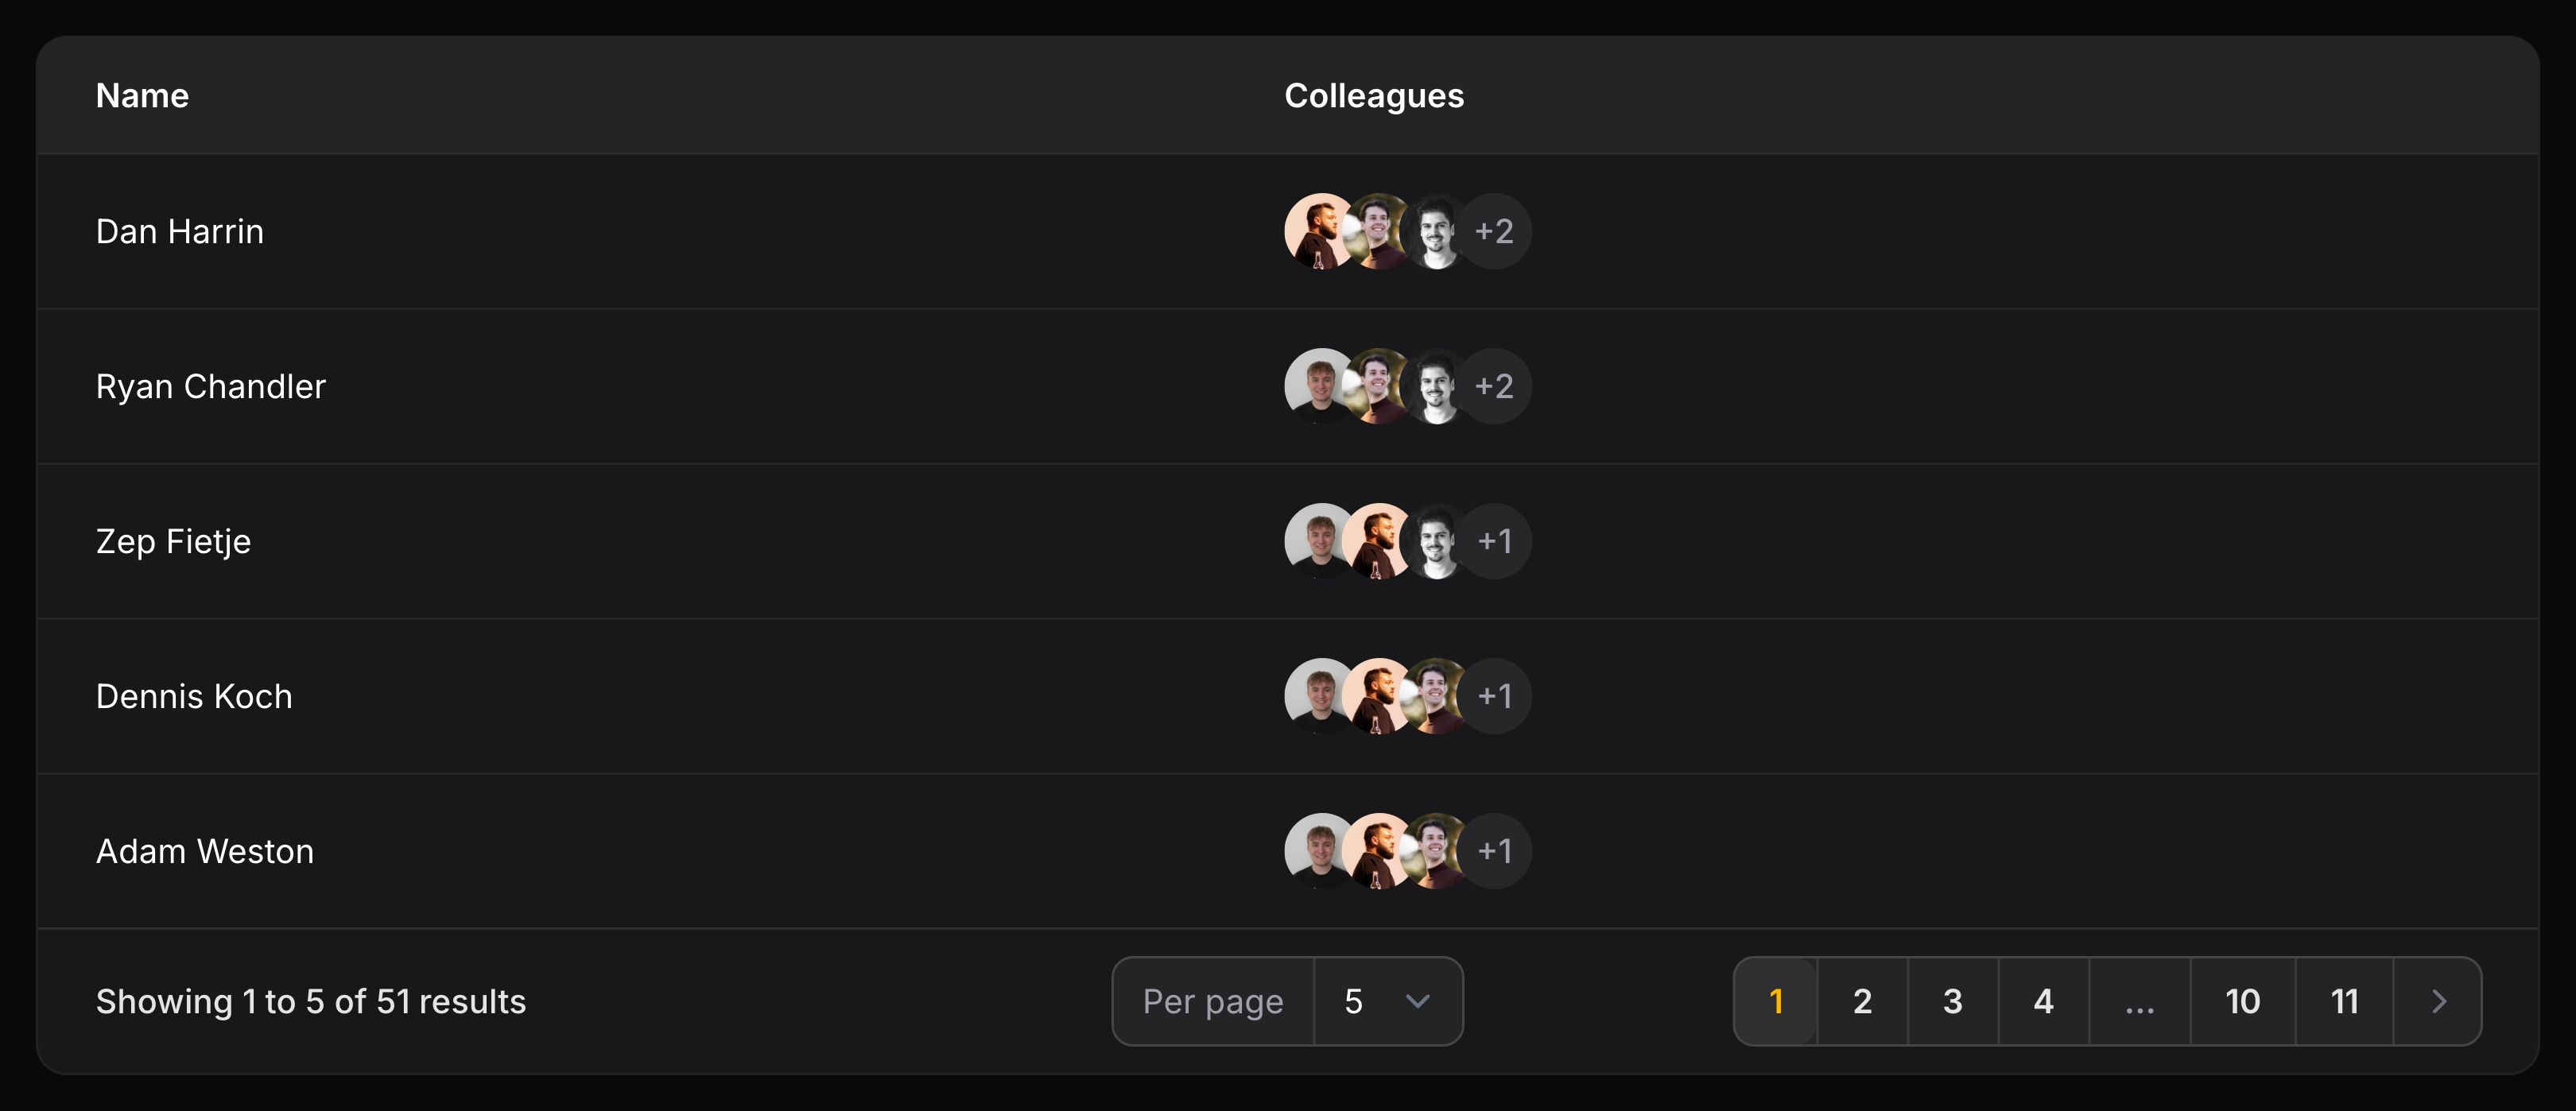 Name Colleagues
Dan Harrin +2
Ryan Chandler +2
Zep Fietje +1
Dennis Koch +1
Adam Weston +1
Showing 1 to 5 of 51 results Per page 5 1 2 3 4 ... 10 11